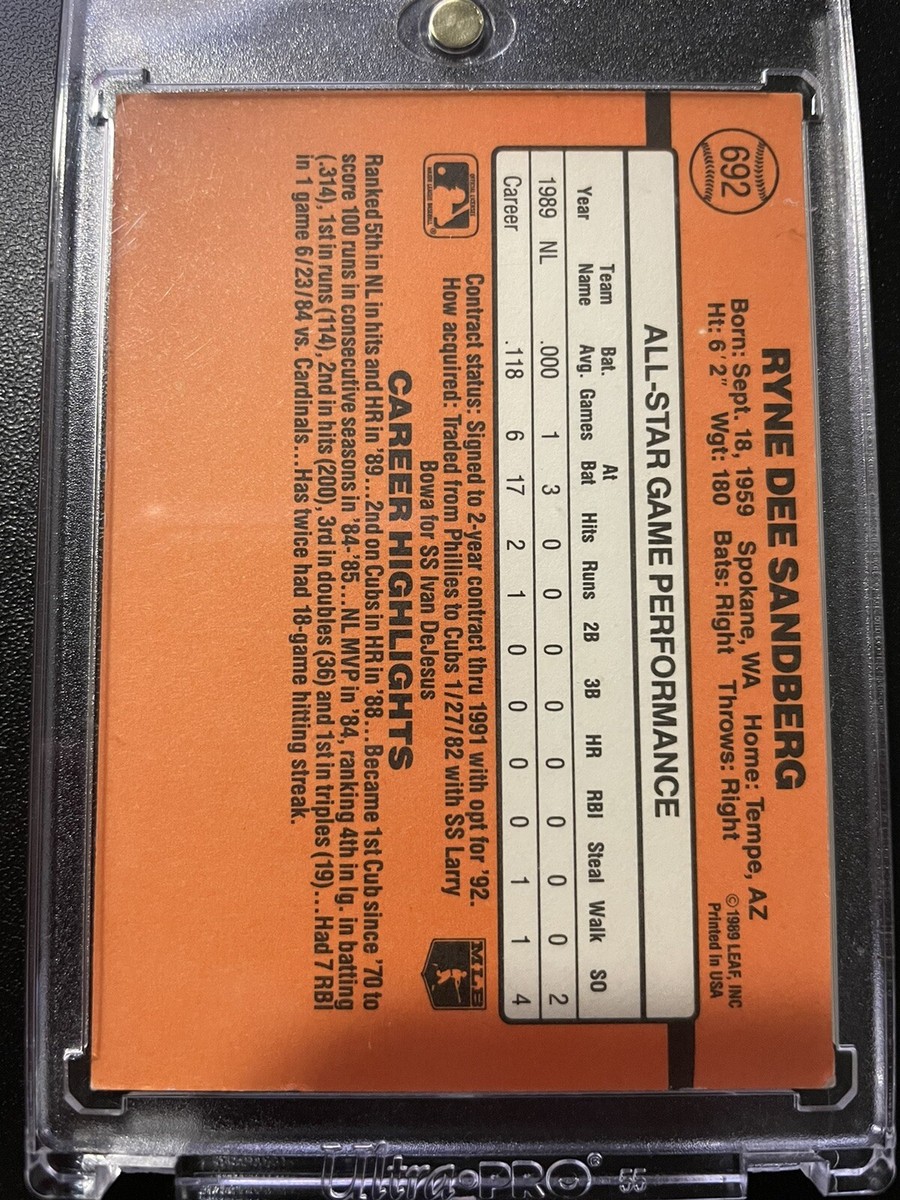 692
RYNE DEE SANDBERG
Born: Sept. 18, 1959 Spokane, WA Home: Tempe, AZ
Ht: 6'2" Wgt: 180 Bats: Right Throws: Right
© 1989 LEAF, INC
Printed in USA
ALL-STAR GAME PERFORMANCE
Year Team Name Bat. Avg. Games At Bat Hits Runs 2B 3B HR RBI Steal Walk SO
1989 NL .000 1 3 0 0 0 0 0 0 0 0 2
Career .118 6 17 2 1 0 0 0 0 1 1 4
Contract status: Signed to 2-year contract thru 1991 with opt for '92.
How acquired: Traded from Phillies to Cubs 1/27/82 with SS Larry
Bowa for SS Ivan DeJesus
MLB
CAREER HIGHLIGHTS
Ranked 5th in NL in hits and HR in '89...2nd on Cubs in HR in '88...Became 1st Cub since '70 to
score 100 runs in consecutive seasons in '84-'85...NL MVP in '84, ranking 4th in lg. in batting
(.314), 1st in runs (114), 2nd in hits (200), 3rd in doubles (36) and 1st in triples (19)...Had 7 RBI
in 1 game 6/23/84 vs. Cardinals...Has twice had 18-game hitting streak.
Ultra·PRO® 55